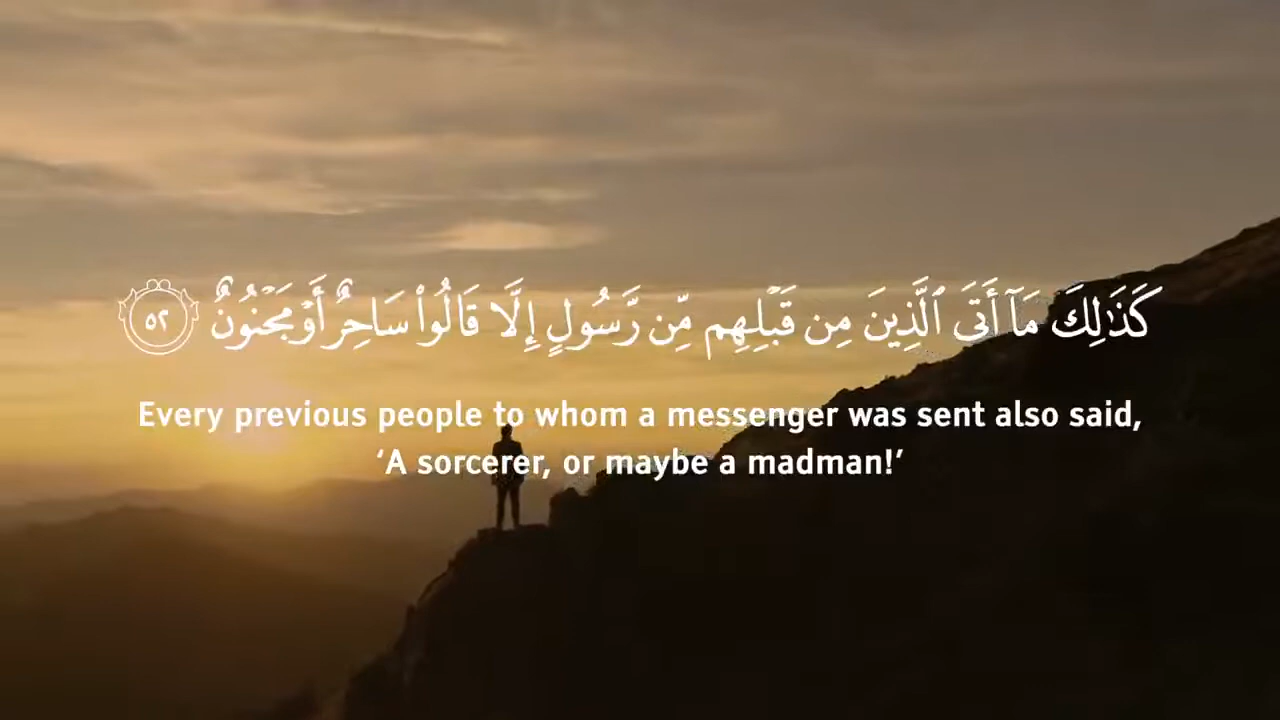 كَذَٰلِكَ مَآ أَتَى ٱلَّذِينَ مِن قَبْلِهِم مِّن رَّسُولٍ إِلَّا قَالُوا۟ سَاحِرٌ أَوْ مَجْنُونٌ ٥٢
Every previous people to whom a messenger was sent also said,
‘A sorcerer, or maybe a madman!’